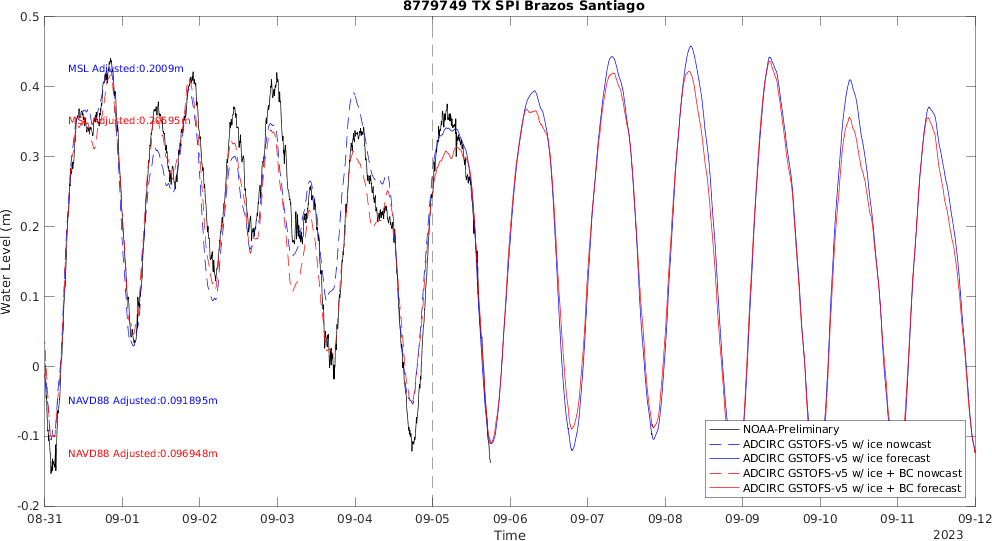 8779749 TX SPI Brazos Santiago
0.5
0.4
0.3
0.2
0.1
0
-0.1
-0.2
Water Level (m)
MSL Adjusted:0.2009m
MSL Adjusted:0.20595m
NAVD88 Adjusted:0.091895m
NAVD88 Adjusted:0.096948m
NOAA-Preliminary
ADCIRC GSTOFS-v5 w/ ice nowcast
ADCIRC GSTOFS-v5 w/ ice forecast
ADCIRC GSTOFS-v5 w/ ice + BC nowcast
ADCIRC GSTOFS-v5 w/ ice + BC forecast
08-31 09-01 09-02 09-03 09-04 09-05 09-06 09-07 09-08 09-09 09-10 09-11 09-12
Time
2023